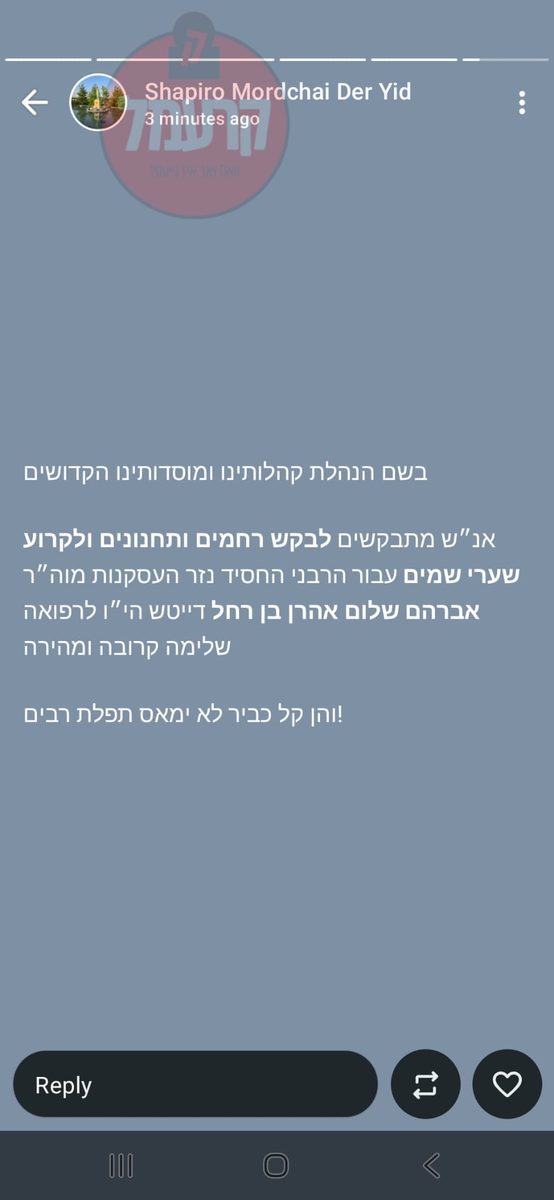 Shapiro Mordchai Der Yid
3 minutes ago
ק
קרעמל
בשם הנהלת קהלותינו ומוסדותינו הקדושים
אנ״ש מתבקשים לבקש רחמים ותחנונים ולקרוע
שערי שמים עבור הרבני החסיד נזר העסקנות מוה״ר
אברהם שלום אהרן בן רחל דייטש הי״ו לרפואה
שלימה קרובה ומהירה
והן קל כביר לא ימאס תפלת רבים!
Reply